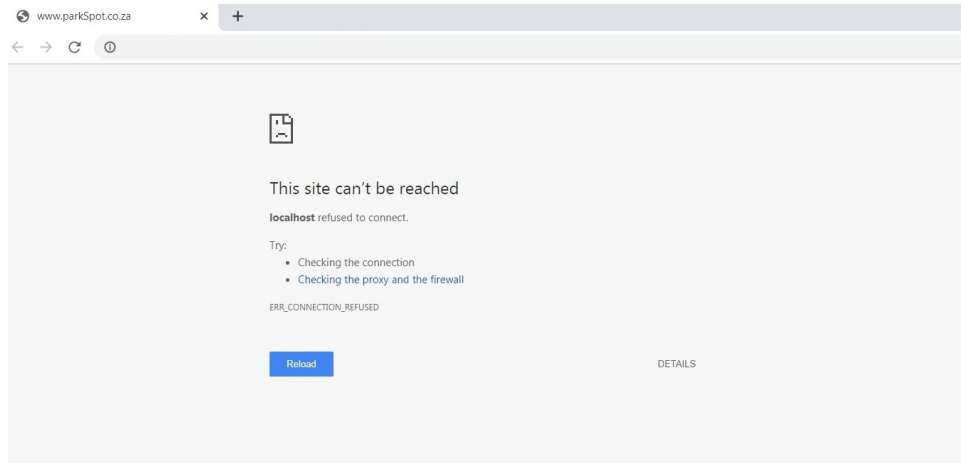 www.parkSpot.co.za
This site can't be reached
localhost refused to connect.
Try:
• Checking the connection
• Checking the proxy and the firewall
ERR_CONNECTION_REFUSED
Reload DETAILS